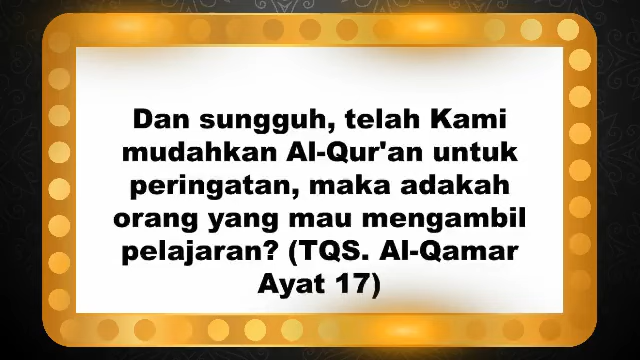 Dan sungguh, telah Kami
mudahkan Al-Qur'an untuk
peringatan, maka adakah
orang yang mau mengambil
pelajaran? (TQS. Al-Qamar
Ayat 17)